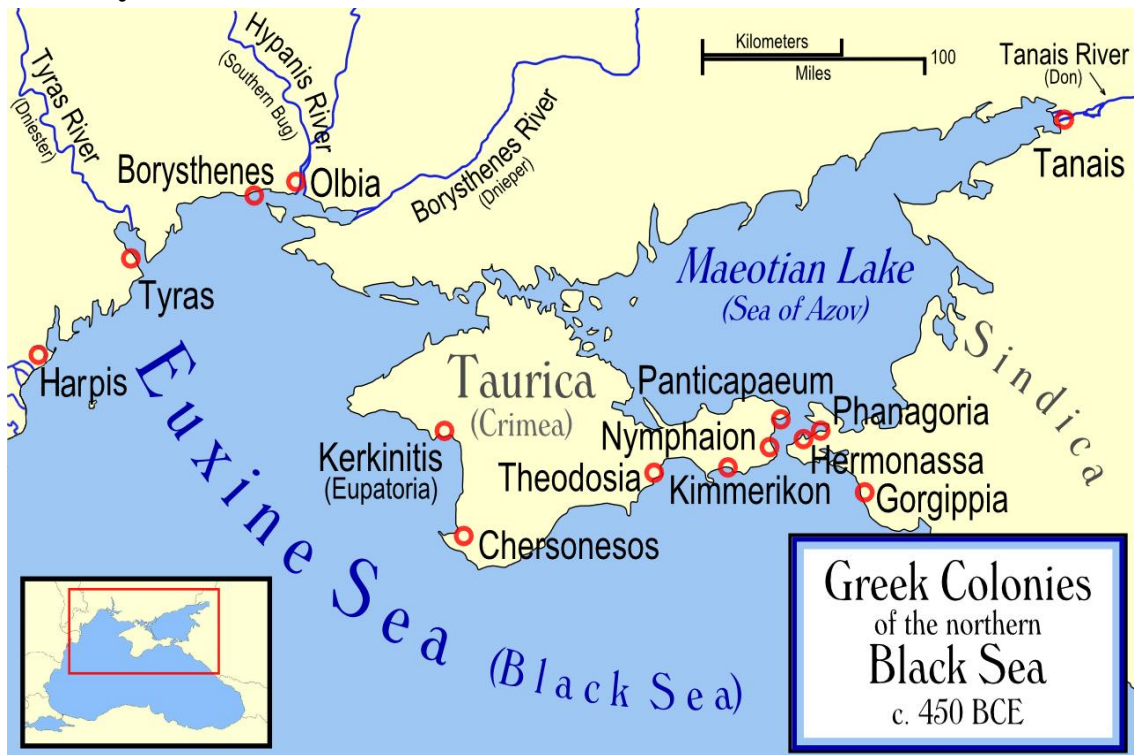 Tyras River
(Dniester)
Hypanis River
(Southern Bug)
Borysthenes River
(Dnieper)
Kilometers
100
Miles
Tanais River
(Don)
Tanais
Borysthenes
Olbia
Tyras
Harpis
Maeotian Lake
(Sea of Azov)
Sindica
Taurica
(Crimea)
Panticapaeum
Phanagoria
Nymphaion
Hermonassa
Kerkinitis
(Eupatoria)
Theodosia
Kimmerikon
Gorgippia
Chersonesos
Euxine Sea (Black Sea)
Greek Colonies
of the northern
Black Sea
c. 450 BCE